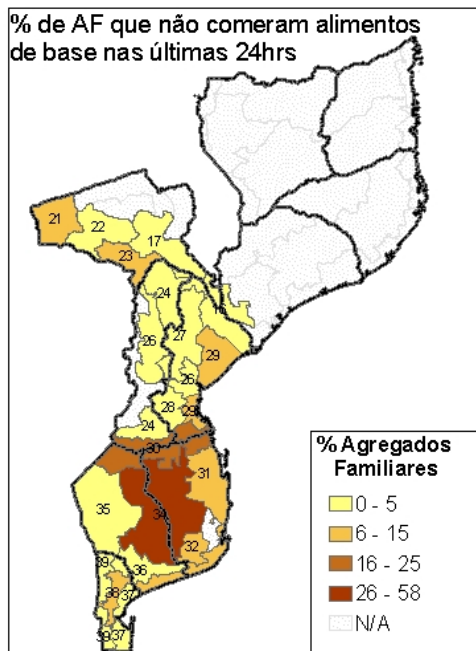 % de AF que não comeram alimentos
de base nas últimas 24hrs
21
22
17
23
24
16
27
26
29
26
28
29
24
30
31
35
34
32
39
36
38
37
39
37
% Agregados
Familiares
0 - 5
6 - 15
16 - 25
26 - 58
N/A